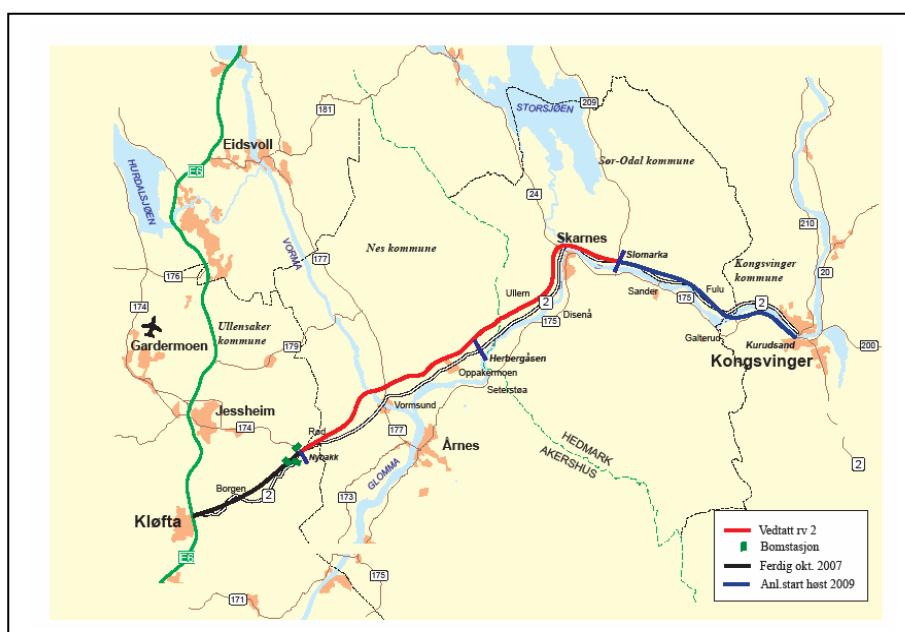 STORSJØEN
209
181
Sør-Odal kommune
Eidsvoll
E6
HURDALSJØEN
24
210
Nes kommune
Skarnes
VORMA
Slomarka
Kongsvinger
kommune
177
20
176
Ullern
Sander
175
Fulu
2
174
Ullensaker
kommune
2
175
Disenå
Galterud
Kurudsand
200
Gardermoen
179
Herbergåsen
Kongsvinger
Oppakermoen
Seterstøa
Jessheim
Vormsund
174
Rød
177
Årnes
HEDMARK
AKERSHUS
Nybakk
GLOMMA
2
Borgen
2
173
Kløfta
E6
175
171
Vedtatt rv 2
Bomstasjon
Ferdig okt. 2007
Anl.start høst 2009